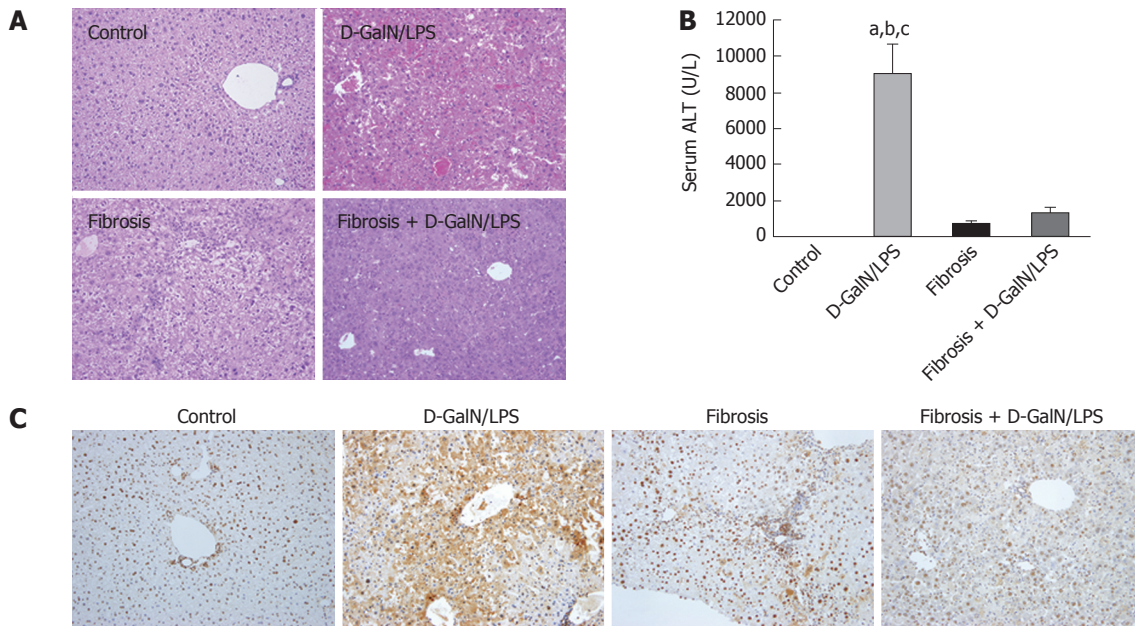 A
Control
D-GalN/LPS
Fibrosis
Fibrosis + D-GalN/LPS
B
Serum ALT (U/L)
12000
10000
8000
6000
4000
2000
0
a,b,c
Control
D-GalN/LPS
Fibrosis
Fibrosis + D-GalN/LPS
C
Control
D-GalN/LPS
Fibrosis
Fibrosis + D-GalN/LPS